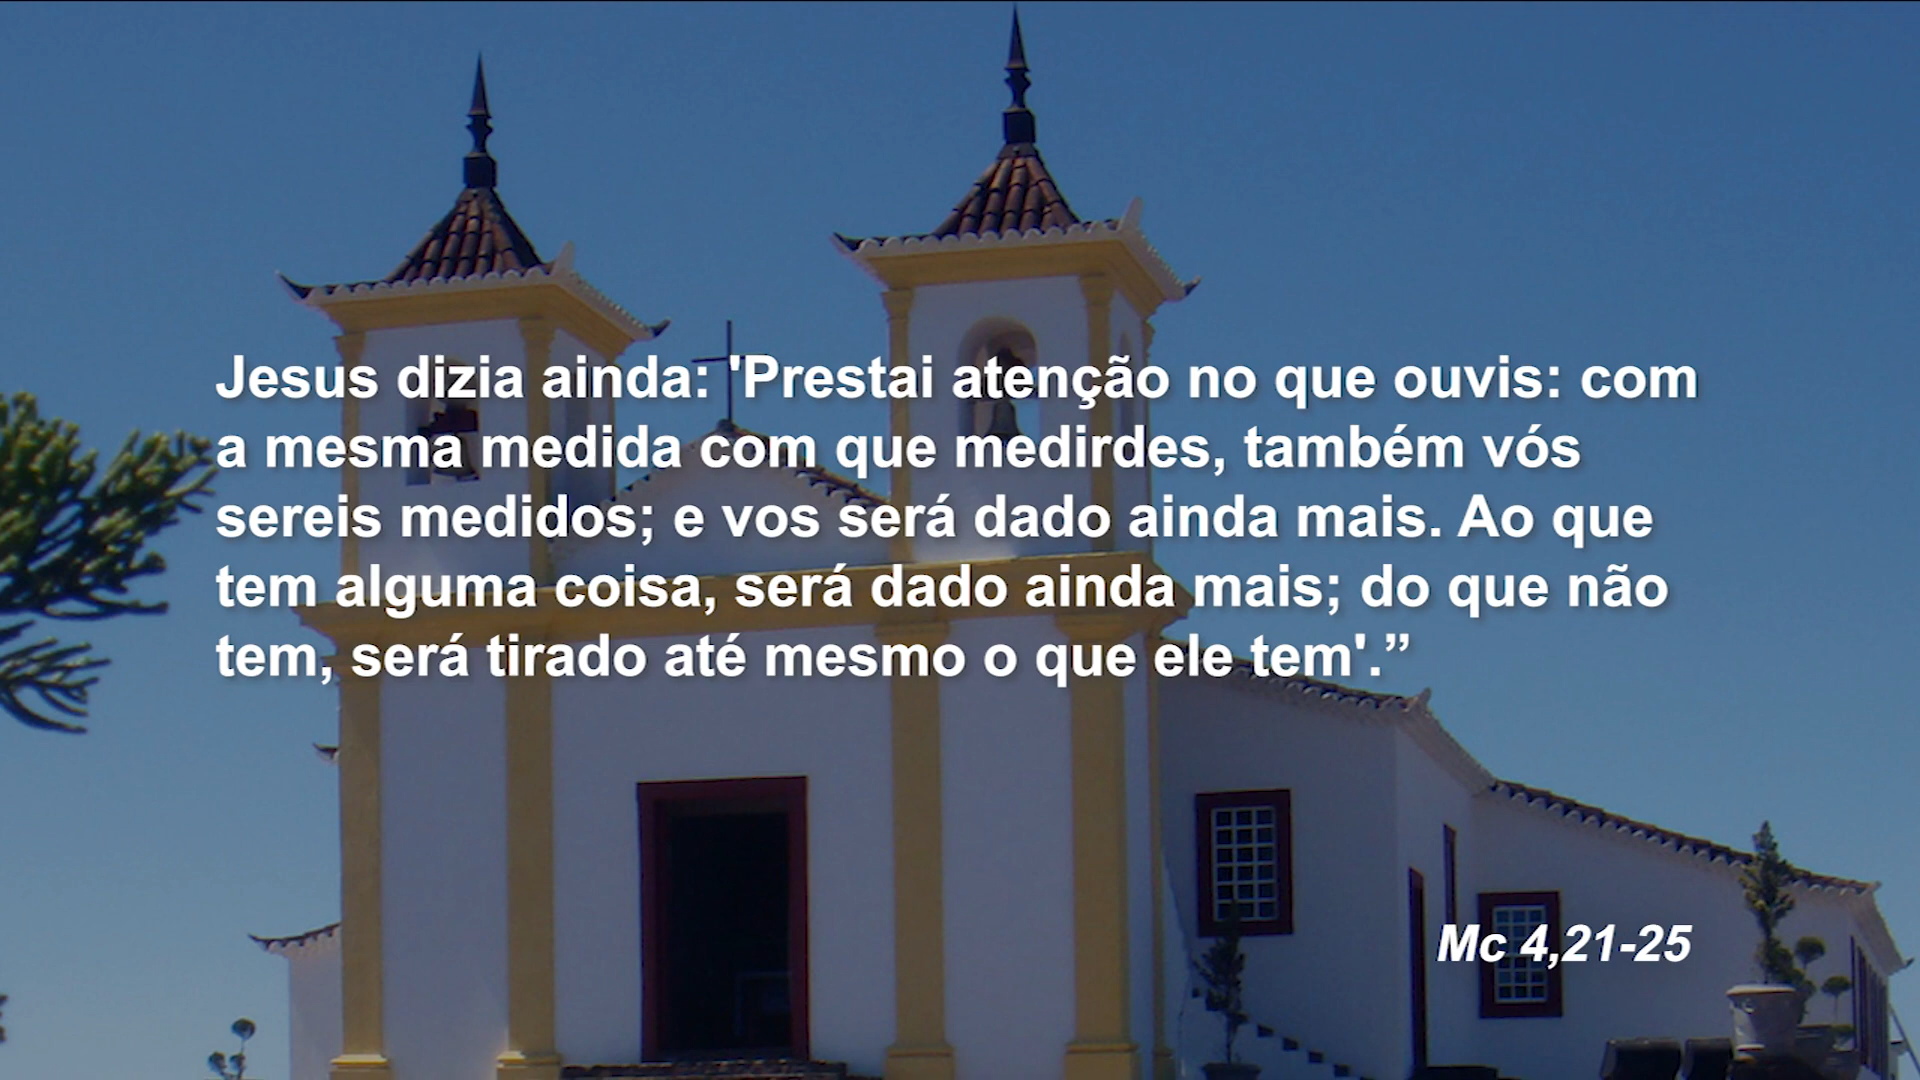 Jesus dizia ainda: 'Prestai atenção no que ouvis: com
a mesma medida com que medirdes, também vós
sereis medidos; e vos será dado ainda mais. Ao que
tem alguma coisa, será dado ainda mais; do que não
tem, será tirado até mesmo o que ele tem'.”
Mc 4,21-25